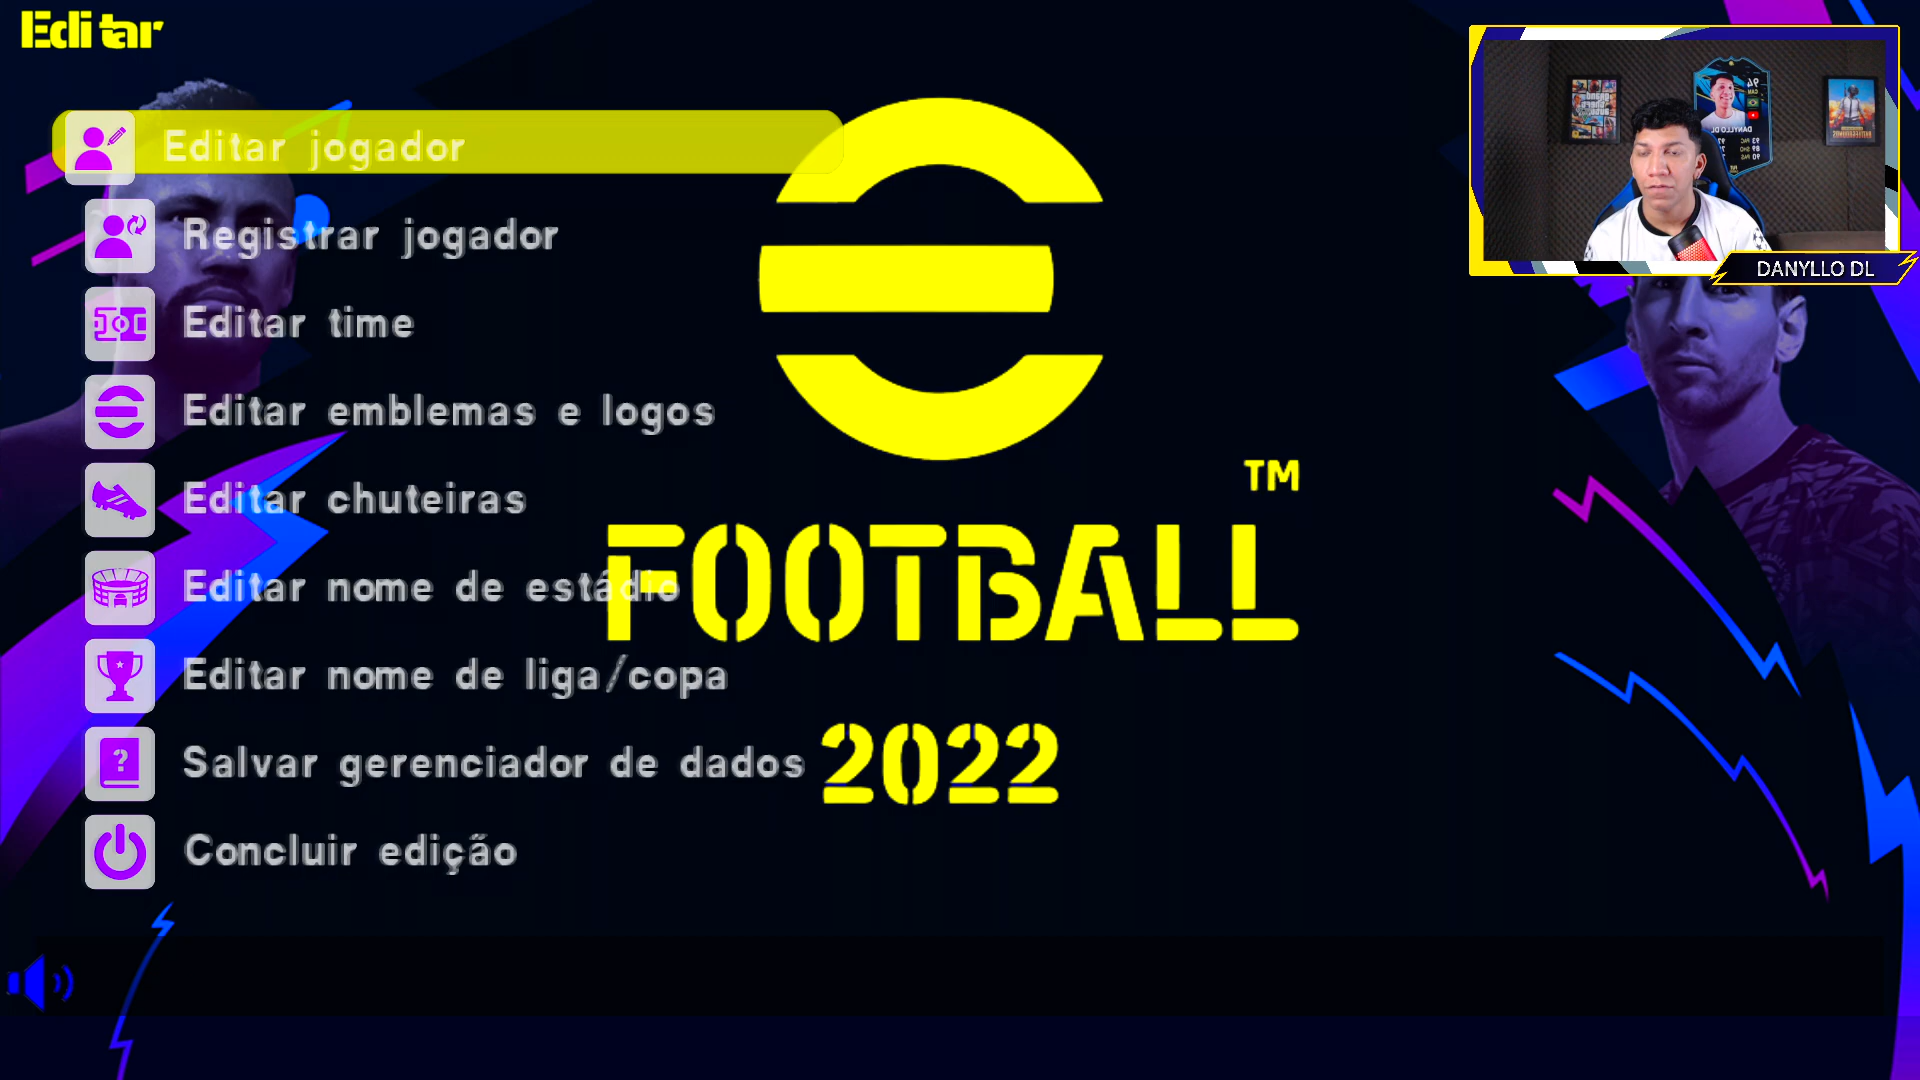 Editar
Editar jogador
Registrar jogador
Editar time
Editar emblemas e logos
Editar chuteiras
Editar nome de estádio
Editar nome de liga/copa
Salvar gerenciador de dados
Concluir edição
TM
FOOTBALL
2022
DANYLLO DL